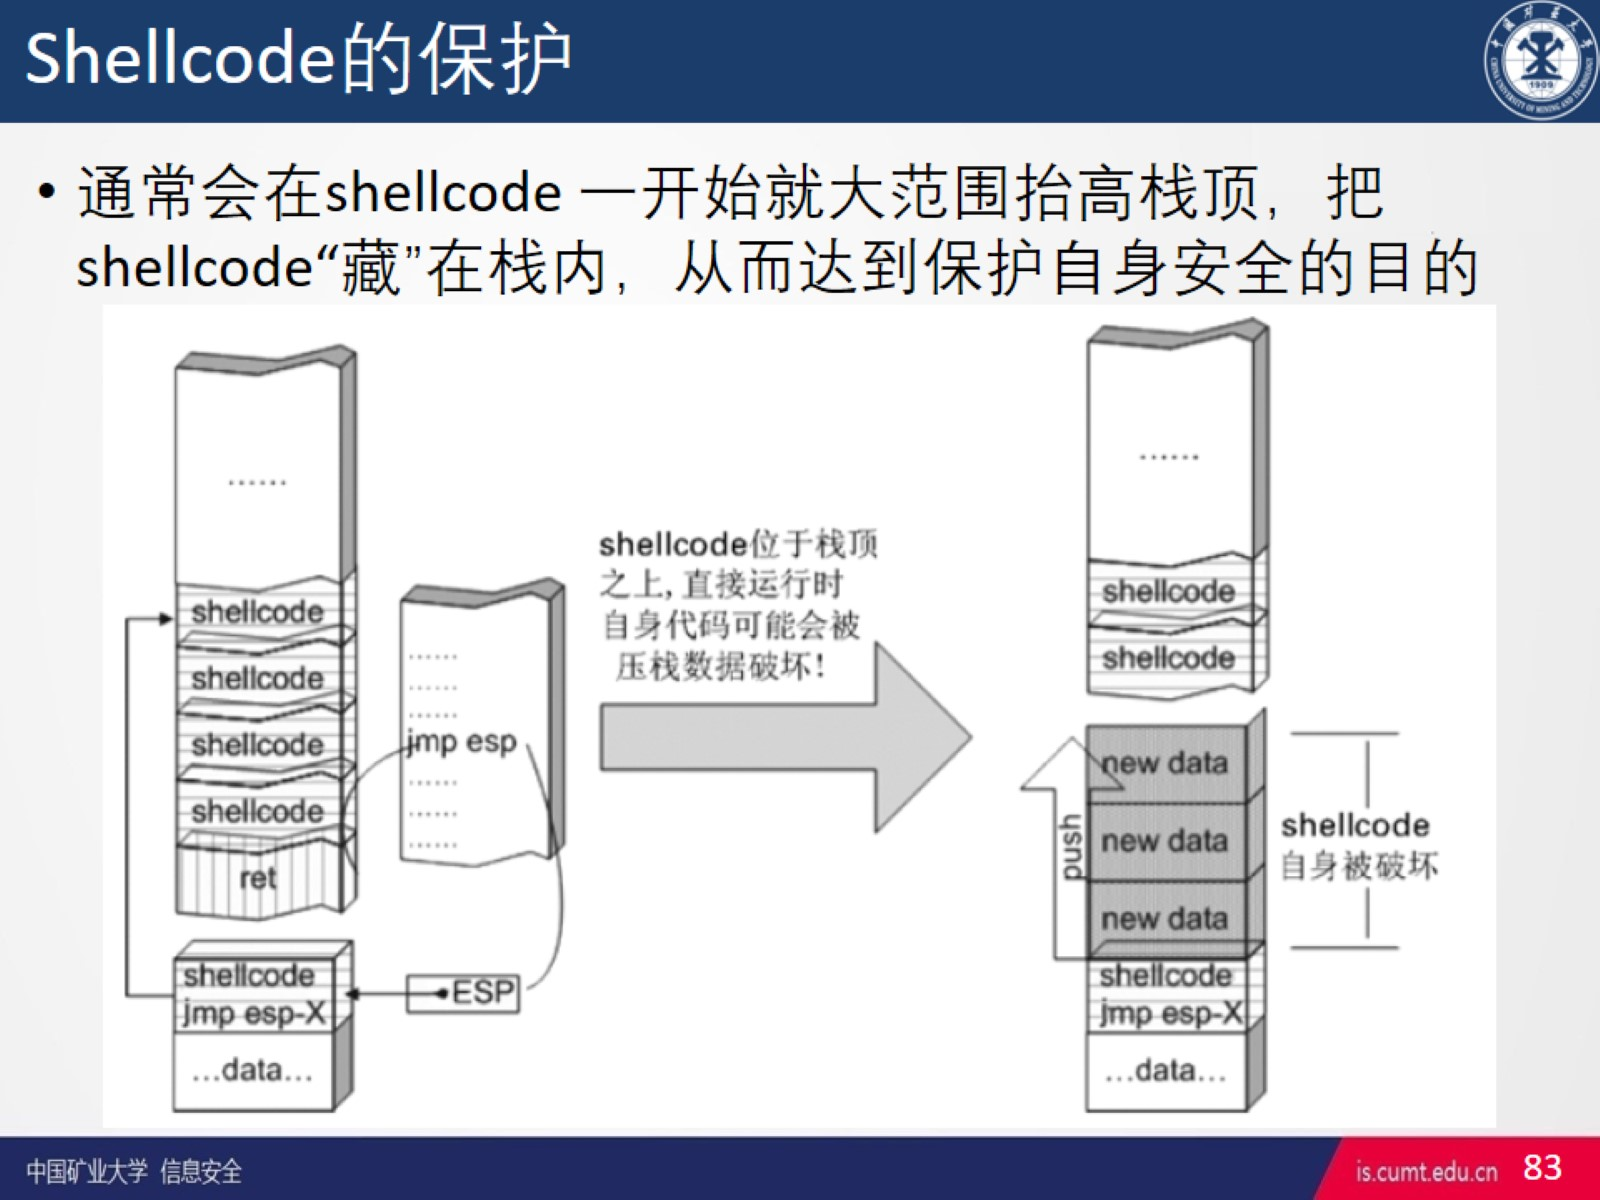 Shellcode的保护
• 通常会在shellcode 一开始就大范围抬高栈顶，把
shellcode“藏”在栈内，从而达到保护自身安全的目的
......
shellcode
shellcode
shellcode
shellcode
ret
shellcode
jmp esp-X
...data...
......
......
......
jmp esp
......
......
......
ESP
shellcode位于栈顶
之上,直接运行时
自身代码可能会被
压栈数据破坏!
......
shellcode
shellcode
push
new data
new data
new data
shellcode
jmp esp-X
...data...
shellcode
自身被破坏
中国矿业大学 信息安全
is.cumt.edu.cn 83
CHINA UNIVERSITY OF MINING AND TECHNOLOGY
1909